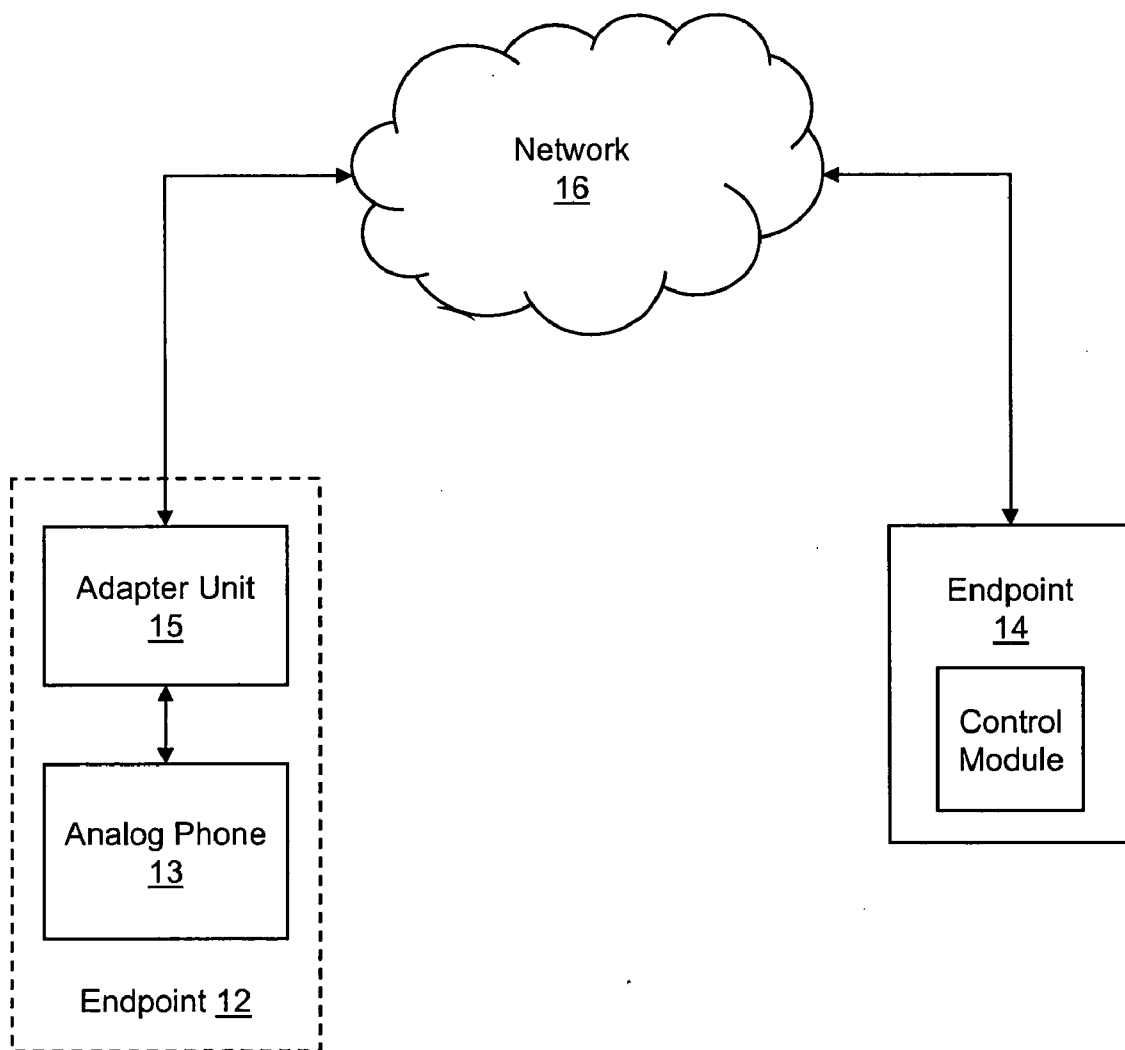 Network
16
Adapter Unit
15
Endpoint
14
Control
Module
Analog Phone
13
Endpoint 12